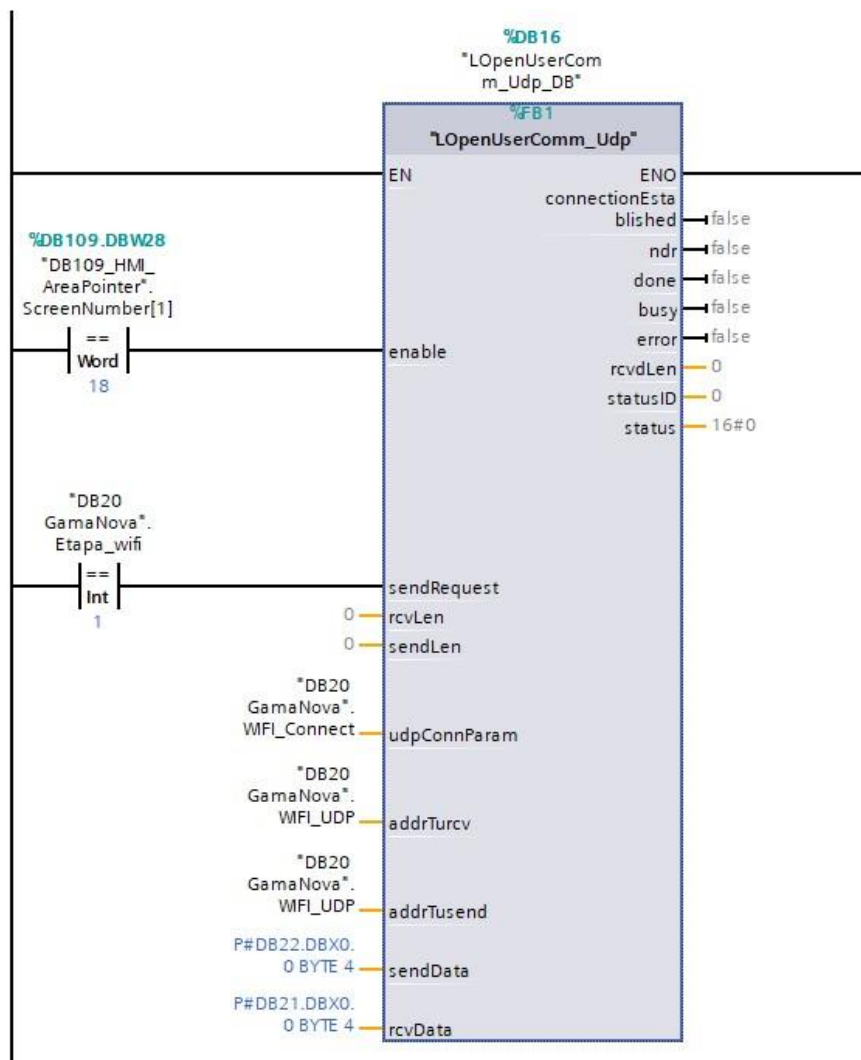 %DB16
"LOpenUserCom
m_Udp_DB"
%FB1
"LOpenUserComm_Udp"
EN
ENO
connectionEsta
blished
false
%DB109.DBW28
ndr
false
"DB109_HMI_
AreaPointer".
ScreenNumber[1]
done
false
busy
false
==
Word
18
enable
error
false
rcvdLen
0
statusID
0
status
16#0
"DB20
GamaNova".
Etapa_wifi
==
Int
1
sendRequest
0
rcvLen
0
sendLen
"DB20
GamaNova".
WIFI_Connect
udpConnParam
"DB20
GamaNova".
WIFI_UDP
addrTurcv
"DB20
GamaNova".
WIFI_UDP
addrTusend
P#DB22.DBX0.
0 BYTE 4
sendData
P#DB21.DBX0.
0 BYTE 4
rcvData